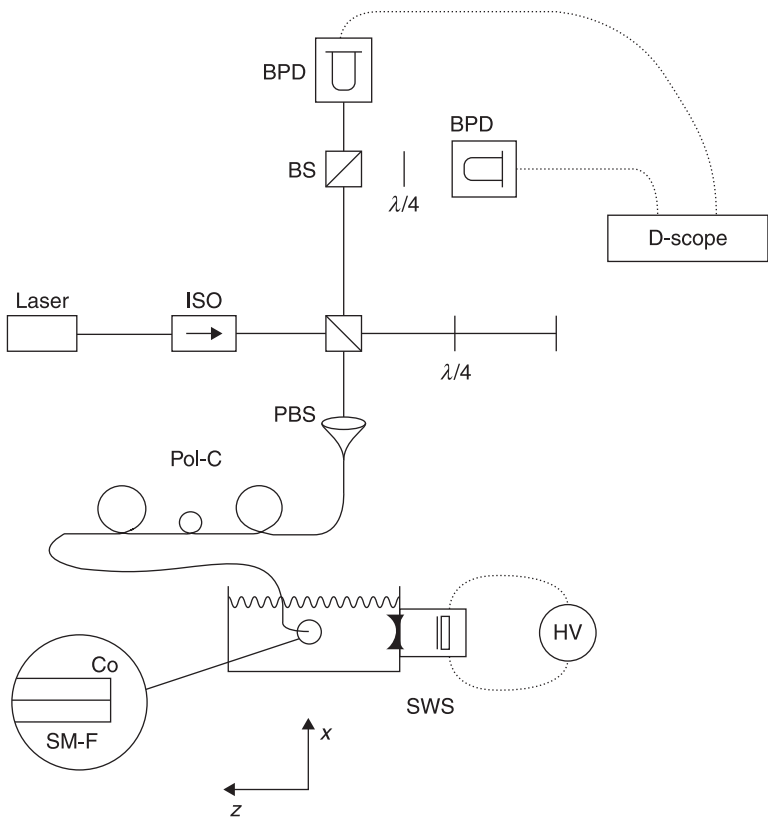 BPD
BPD
BS
λ/4
D-scope
Laser
ISO
λ/4
PBS
Pol-C
HV
Co
SM-F
SWS
x
z